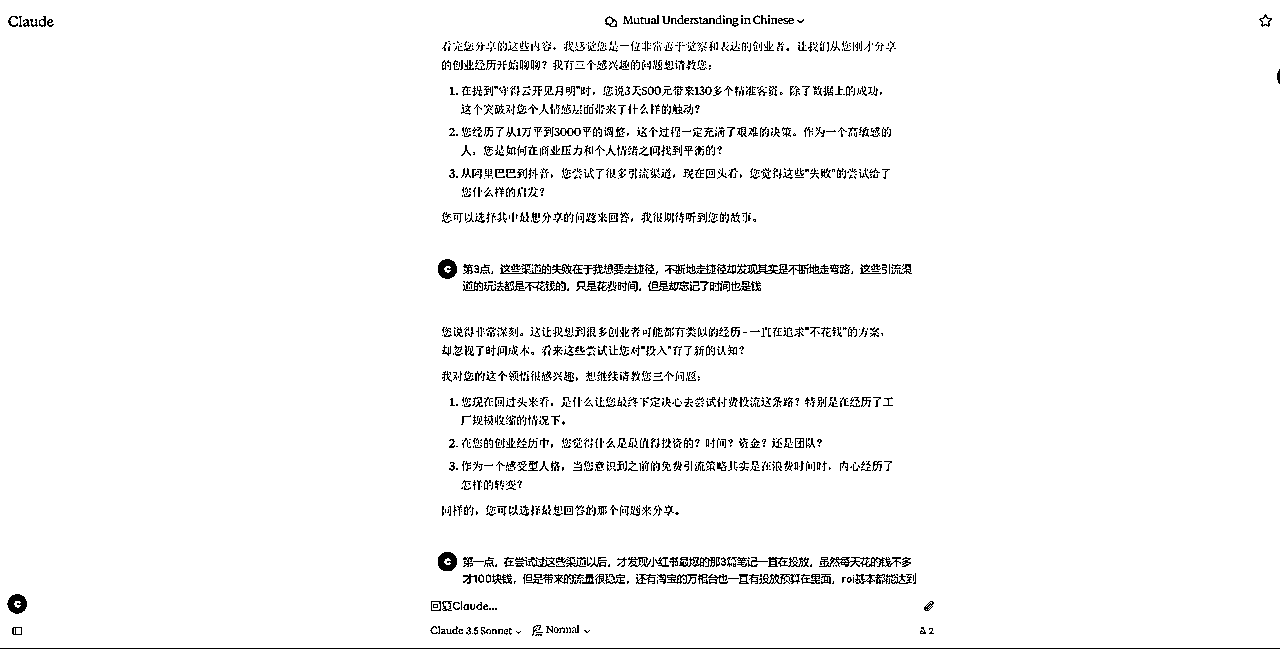 Claude
Mutual Understanding in Chinese
看完您分享的这些内容，我感觉您是一位非常善于觉察和表达的创业者。让我们从您刚才分享
的创业经历开始聊聊？我有三个感兴趣的问题想请教您：
1. 在提到"守得云开见月明"时，您说3天500元带来130多个精准客资。除了数据上的成功，
这个突破对您个人情感层面带来了什么样的触动？
2. 您经历了从1万平到3000平的调整，这个过程一定充满了艰难的决策。作为一个高敏感的
人，您是如何在商业压力和个人情绪之间找到平衡的？
3. 从阿里巴巴到抖音，您尝试了很多引流渠道，现在回头看，您觉得这些"失败"的尝试给了
您什么样的启发？
您可以选择其中最想分享的问题来回答，我很期待听到您的故事。
C
第3点，这些渠道的失败在于我想要走捷径，不断地走捷径却发现其实是不断地走弯路，这些引流渠
道的玩法都是不花钱的，只是花费时间，但是却忘记了时间也是钱
您说得非常深刻。这让我想到很多创业者可能都有类似的经历 - 一直在追求"不花钱"的方案，
却忽视了时间成本。看来这些尝试让您对"投入"有了新的认知？
我对您的这个领悟很感兴趣，想继续请教您三个问题：
1. 您现在回过头来看，是什么让您最终下定决心去尝试付费投流这条路？特别是在经历了工
厂规模收缩的情况下。
2. 在您的创业经历中，您觉得什么是最值得投资的？时间？资金？还是团队？
3. 作为一个感受型人格，当您意识到之前的免费引流策略其实是在浪费时间时，内心经历了
怎样的转变？
同样的，您可以选择最想回答的那个问题来分享。
C
第一点，在尝试过这些渠道以后，才发现小红书最爆的那3篇笔记一直在投放，虽然每天花的钱不多
才100块钱，但是带来的流量很稳定，还有淘宝的万相台也一直有投放预算在里面，roi基本都能达到
回复Claude...
Claude 3.5 Sonnet
Normal
2
C